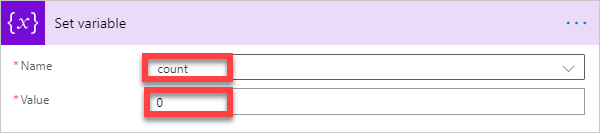 {x} Set variable ...
* Name count
* Value 0